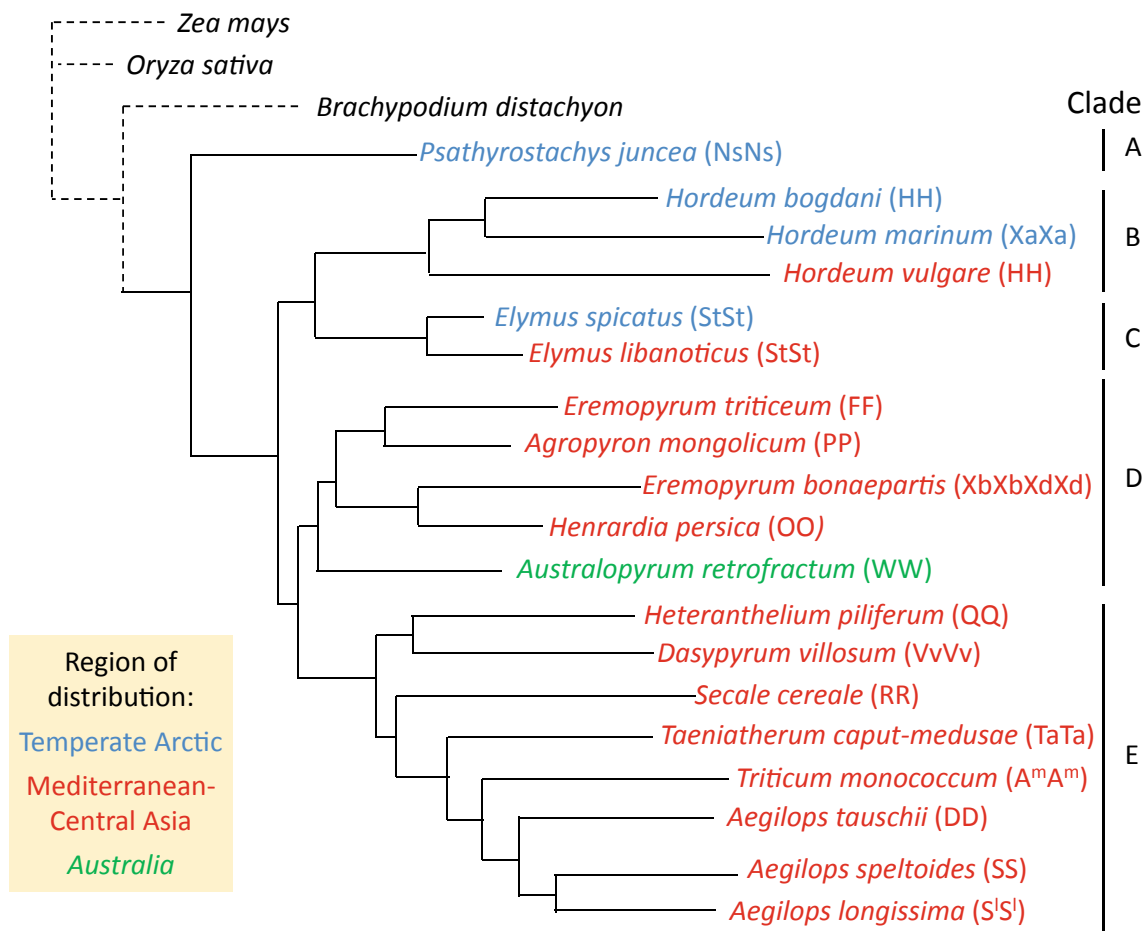 Zea mays
Oryza sativa
Brachypodium distachyon
Clade
Psathyrostachys juncea (NsNs)
A
Hordeum bogdani (HH)
Hordeum marinum (XaXa)
B
Hordeum vulgare (HH)
Elymus spicatus (StSt)
C
Elymus libanoticus (StSt)
Eremopyrum triticeum (FF)
Agropyron mongolicum (PP)
D
Eremopyrum bonaepartis (XbXbXdXd)
Henrardia persica (OO)
Australopyrum retrofractum (WW)
Heteranthelium piliferum (QQ)
Dasypyrum villosum (VvVv)
Secale cereale (RR)
Taeniatherum caput-medusae (TaTa)
E
Triticum monococcum (AᵐAᵐ)
Aegilops tauschii (DD)
Aegilops speltoides (SS)
Aegilops longissima (SˡSˡ)
Region of
distribution:
Temperate Arctic
Mediterranean-
Central Asia
Australia